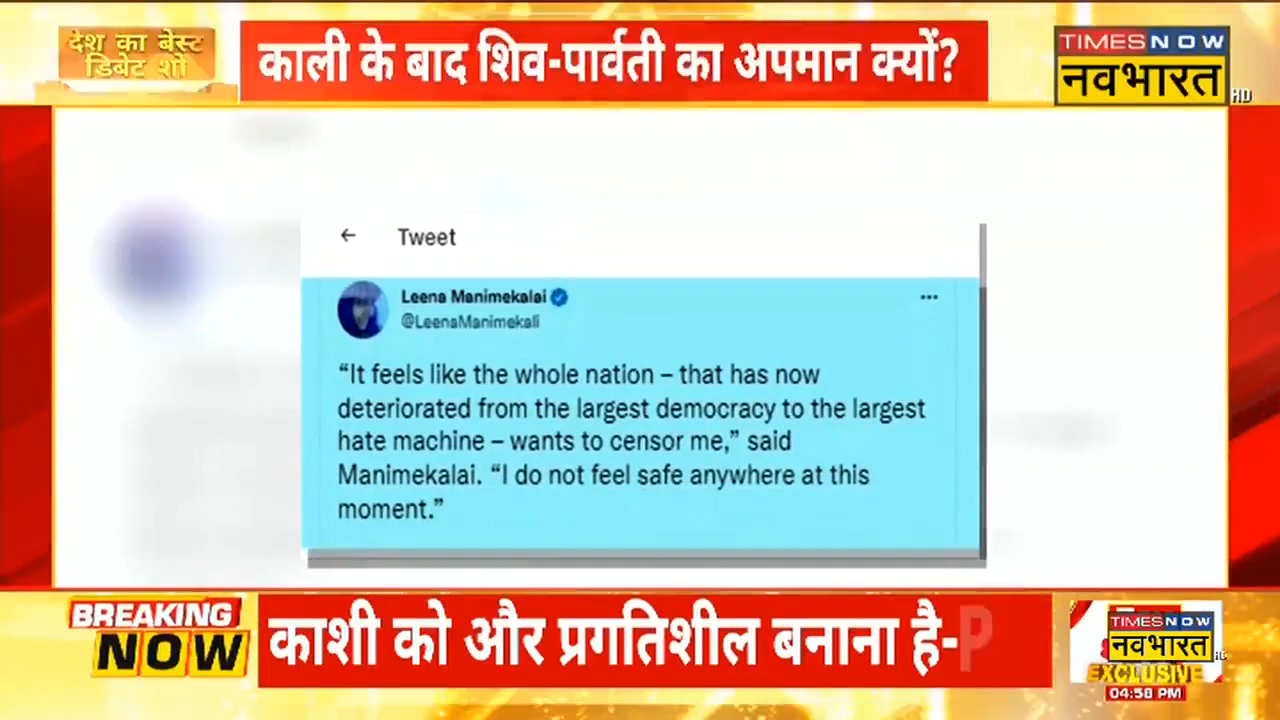 देश का बेस्ट
डिबेट शो
काली के बाद शिव-पार्वती का अपमान क्यों?
TIMES NOW
नवभारत
HD
← Tweet
Leena Manimekalai
@LeenaManimekali
“It feels like the whole nation – that has now
deteriorated from the largest democracy to the largest
hate machine – wants to censor me,” said
Manimekalai. “I do not feel safe anywhere at this
moment.”
BREAKING
NOW
काशी को और प्रगतिशील बनाना है-P
TIMES NOW
नवभारत
EXCLUSIVE
04:58 PM